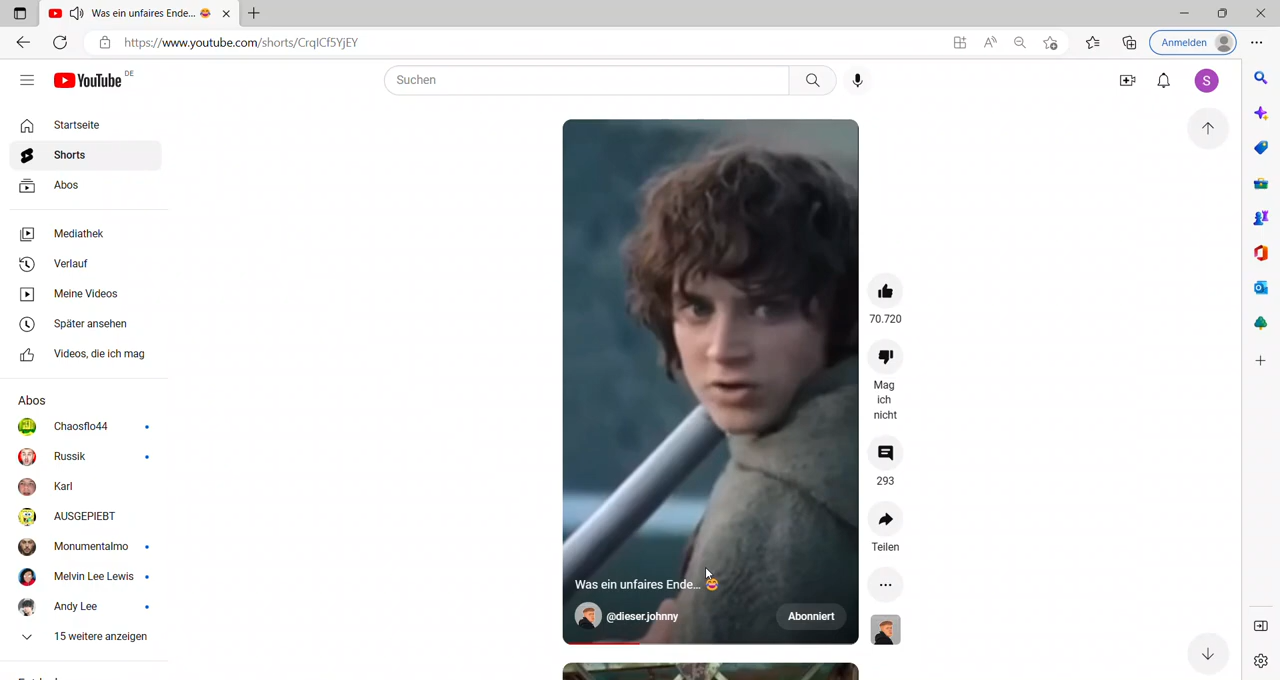 Was ein unfaires Ende... 😂
https://www.youtube.com/shorts/CrqICf5YjEY
Anmelden
YouTube DE
Suchen
S
Startseite
Shorts
Abos
Mediathek
Verlauf
Meine Videos
Später ansehen
Videos, die ich mag
Abos
Chaosflo44
Russik
Karl
AUSGEPIEBT
Monumentalmo
Melvin Lee Lewis
Andy Lee
15 weitere anzeigen
70.720
Mag
ich
nicht
293
Teilen
Was ein unfaires Ende... 😂
@dieser.johnny
Abonniert